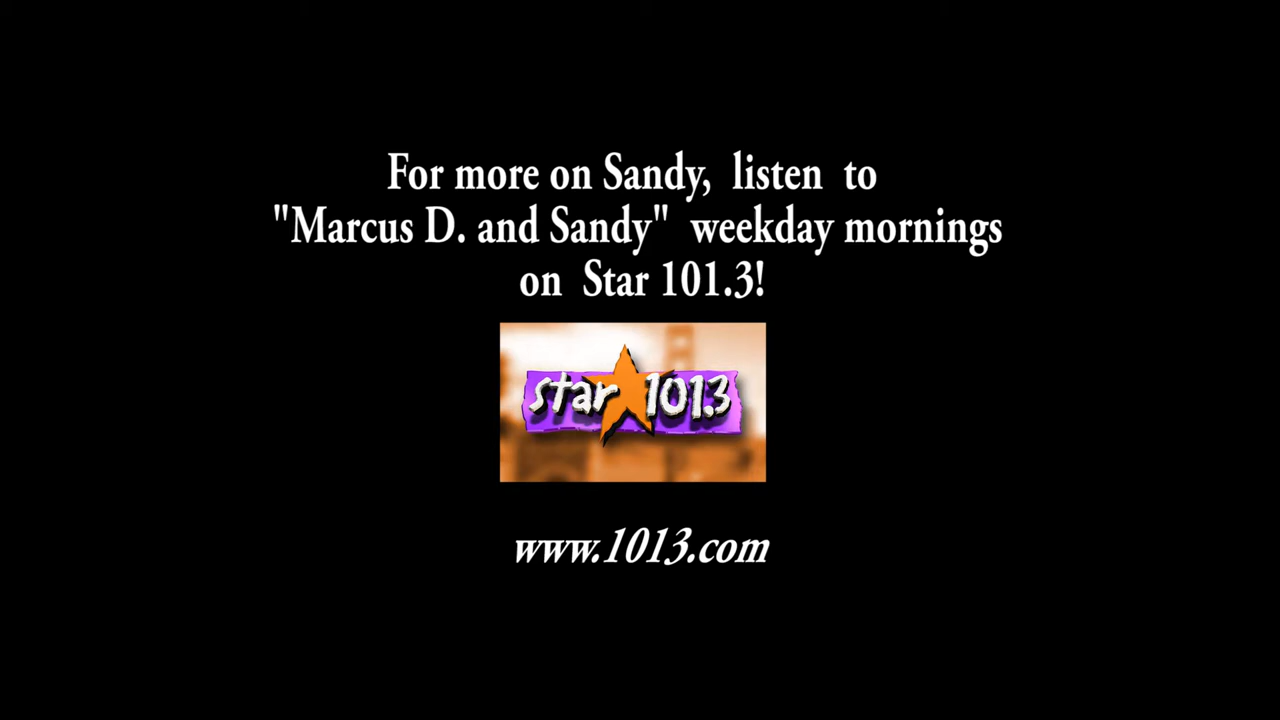 For more on Sandy, listen to
"Marcus D. and Sandy" weekday mornings
on Star 101.3!
star 101.3
www.1013.com